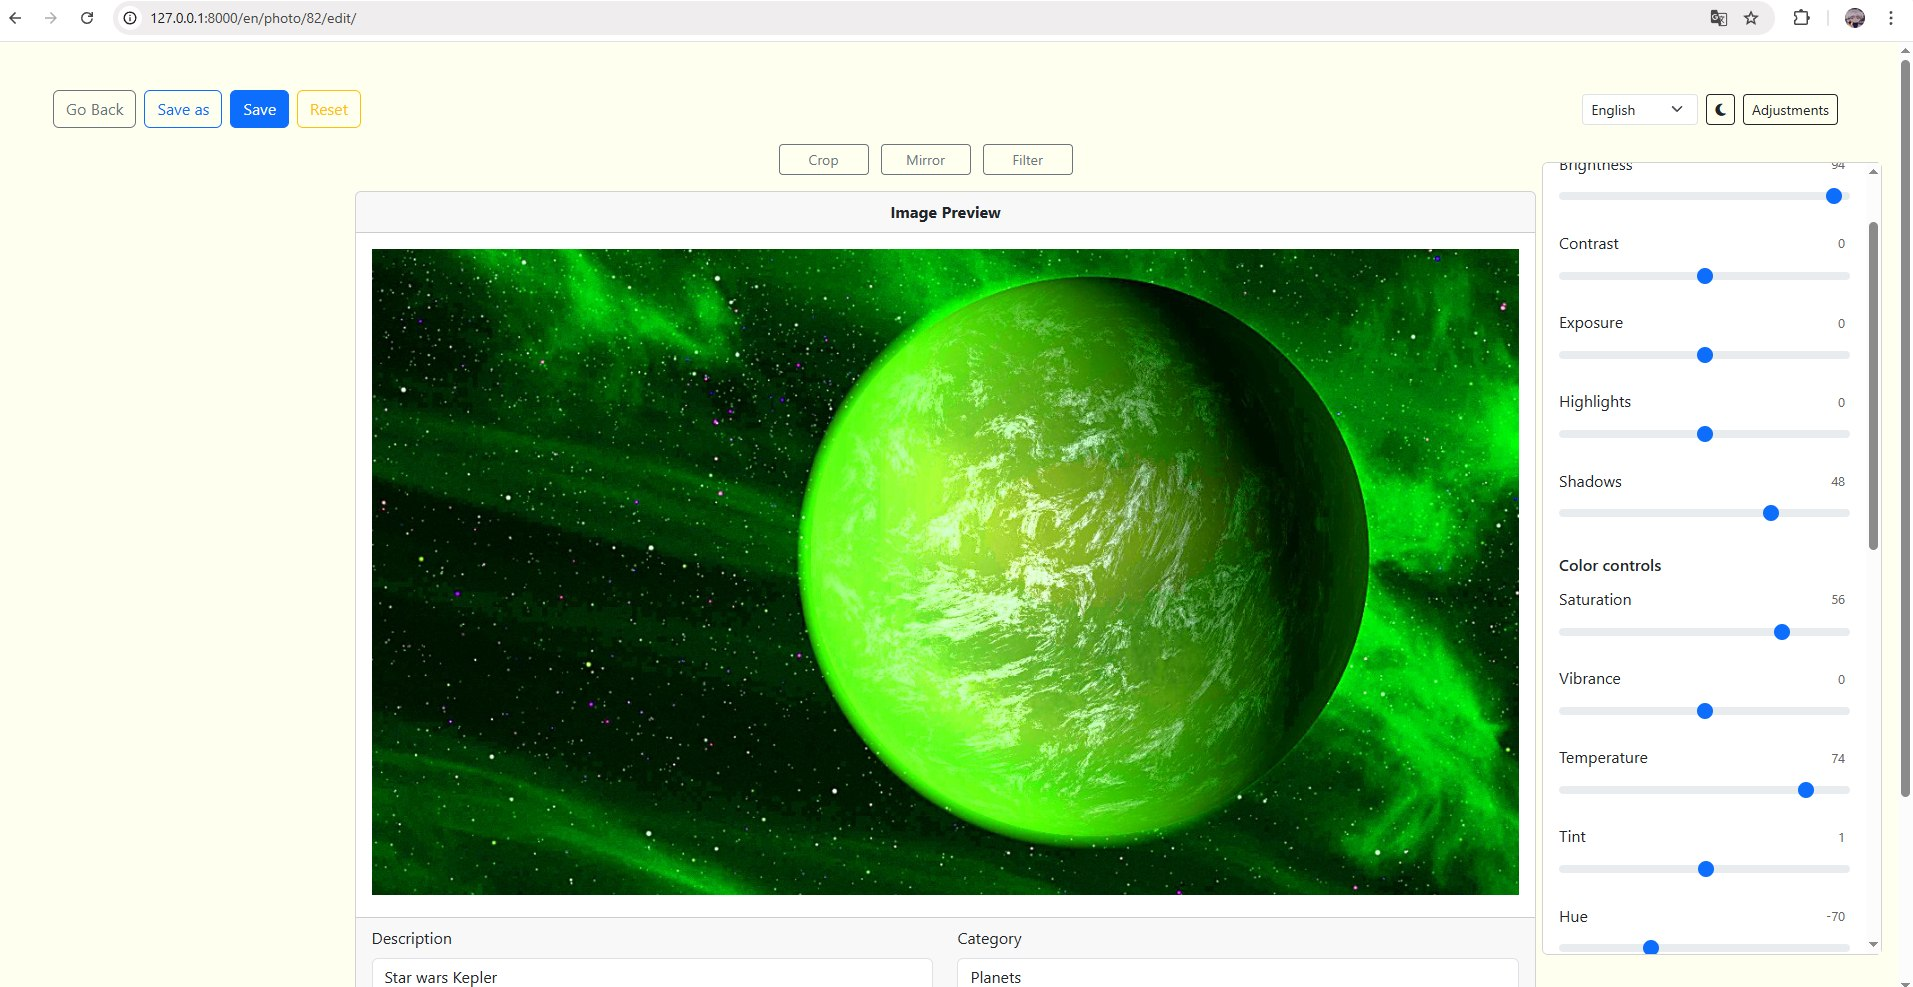 127.0.0.1:8000/en/photo/82/edit/
Go Back Save as Save Reset
English Adjustments
Crop Mirror Filter
Image Preview
Brightness 94
Contrast 0
Exposure 0
Highlights 0
Shadows 48
Color controls
Saturation 56
Vibrance 0
Temperature 74
Tint 1
Hue -70
Description Category
Star wars Kepler Planets